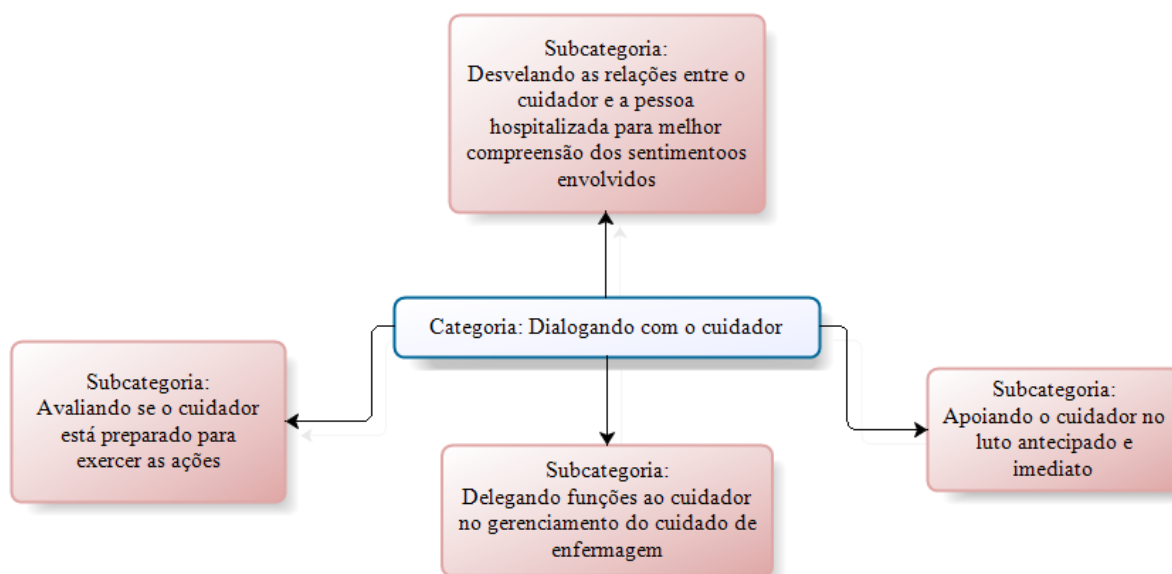 Subcategoria:
Desvelando as relações entre o
cuidador e a pessoa
hospitalizada para melhor
compreensão dos sentimentoos
envolvidos
Categoria: Dialogando com o cuidador
Subcategoria:
Avaliando se o cuidador
está preparado para
exercer as ações
Subcategoria:
Delegando funções ao cuidador
no gerenciamento do cuidado de
enfermagem
Subcategoria:
Apoiando o cuidador no
luto antecipado e
imediato